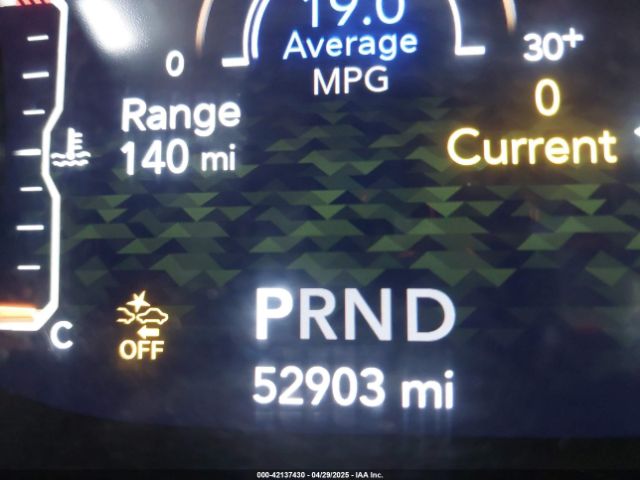 19.0
Average
MPG
0
30+
Range
140 mi
0
Current
C
OFF
PRND
52903 mi
000-42137430 - 04/29/2025 - IAA Inc.